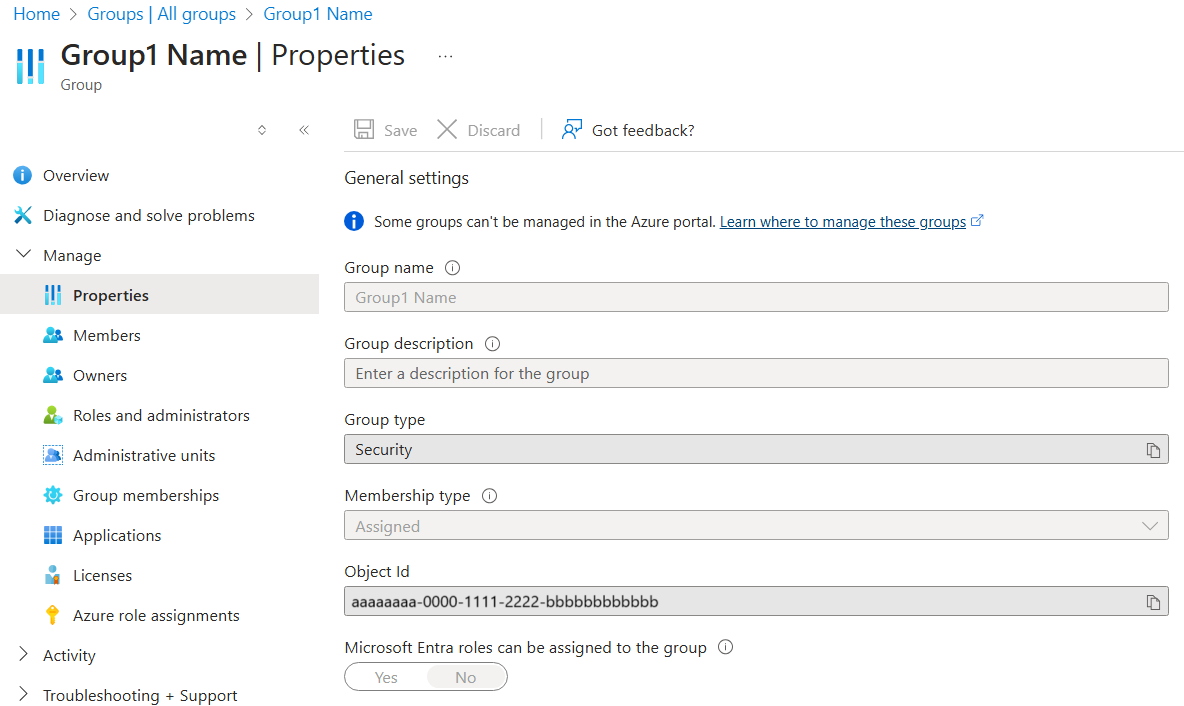 Home > Groups | All groups > Group1 Name
Group1 Name | Properties ...
Group
Save Discard Got feedback?
Overview
Diagnose and solve problems
Manage
Properties
Members
Owners
Roles and administrators
Administrative units
Group memberships
Applications
Licenses
Azure role assignments
Activity
Troubleshooting + Support
General settings
Some groups can't be managed in the Azure portal. Learn where to manage these groups
Group name
Group1 Name
Group description
Enter a description for the group
Group type
Security
Membership type
Assigned
Object Id
aaaaaaaa-0000-1111-2222-bbbbbbbbbbbb
Microsoft Entra roles can be assigned to the group
Yes No